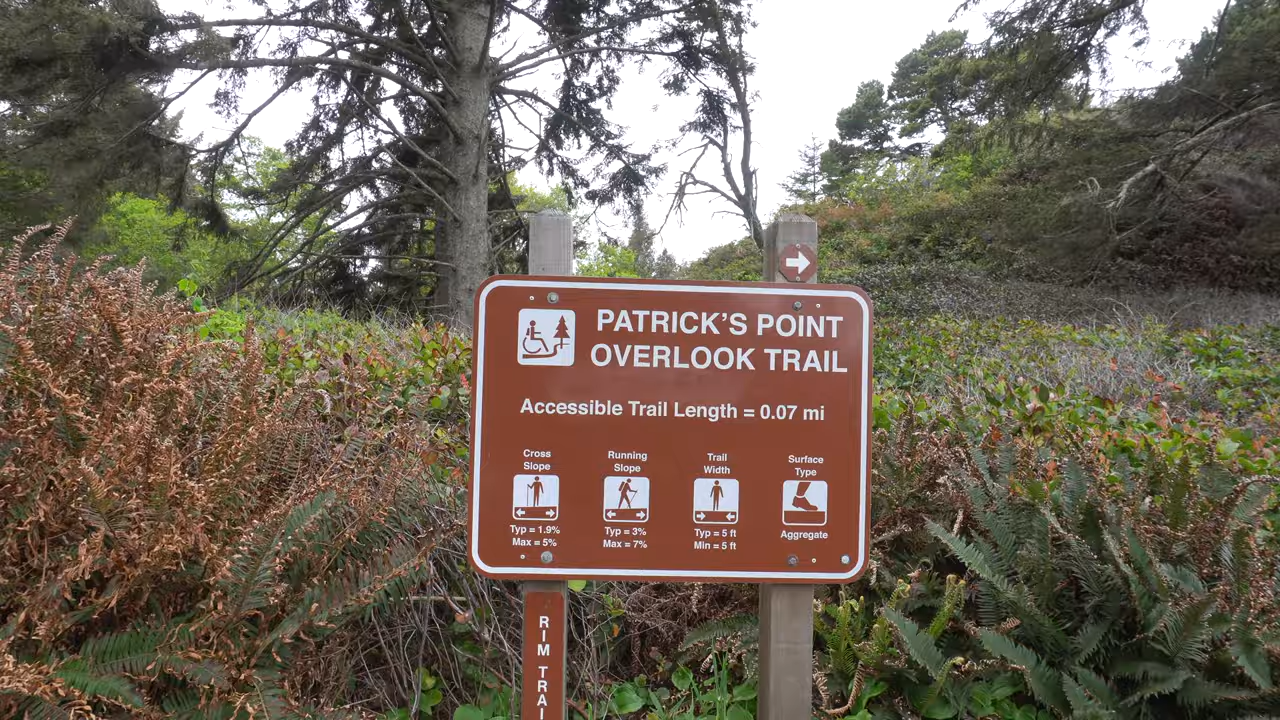 PATRICK'S POINT
OVERLOOK TRAIL
Accessible Trail Length = 0.07 mi
Cross
Slope
Typ = 1.9%
Max = 5%
Running
Slope
Typ = 3%
Max = 7%
Trail
Width
Typ = 5 ft
Min = 5 ft
Surface
Type
Aggregate
RIM TRAI